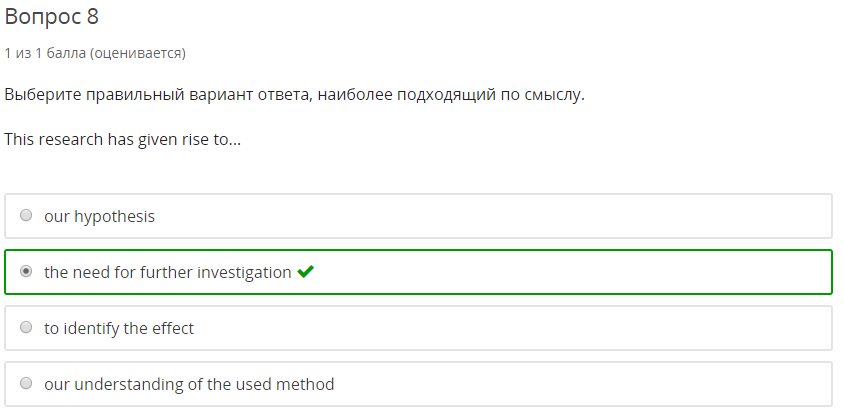 Вопрос 8
1 из 1 балла (оценивается)
Выберите правильный вариант ответа, наиболее подходящий по смыслу.
This research has given rise to...
our hypothesis
the need for further investigation
to identify the effect
our understanding of the used method